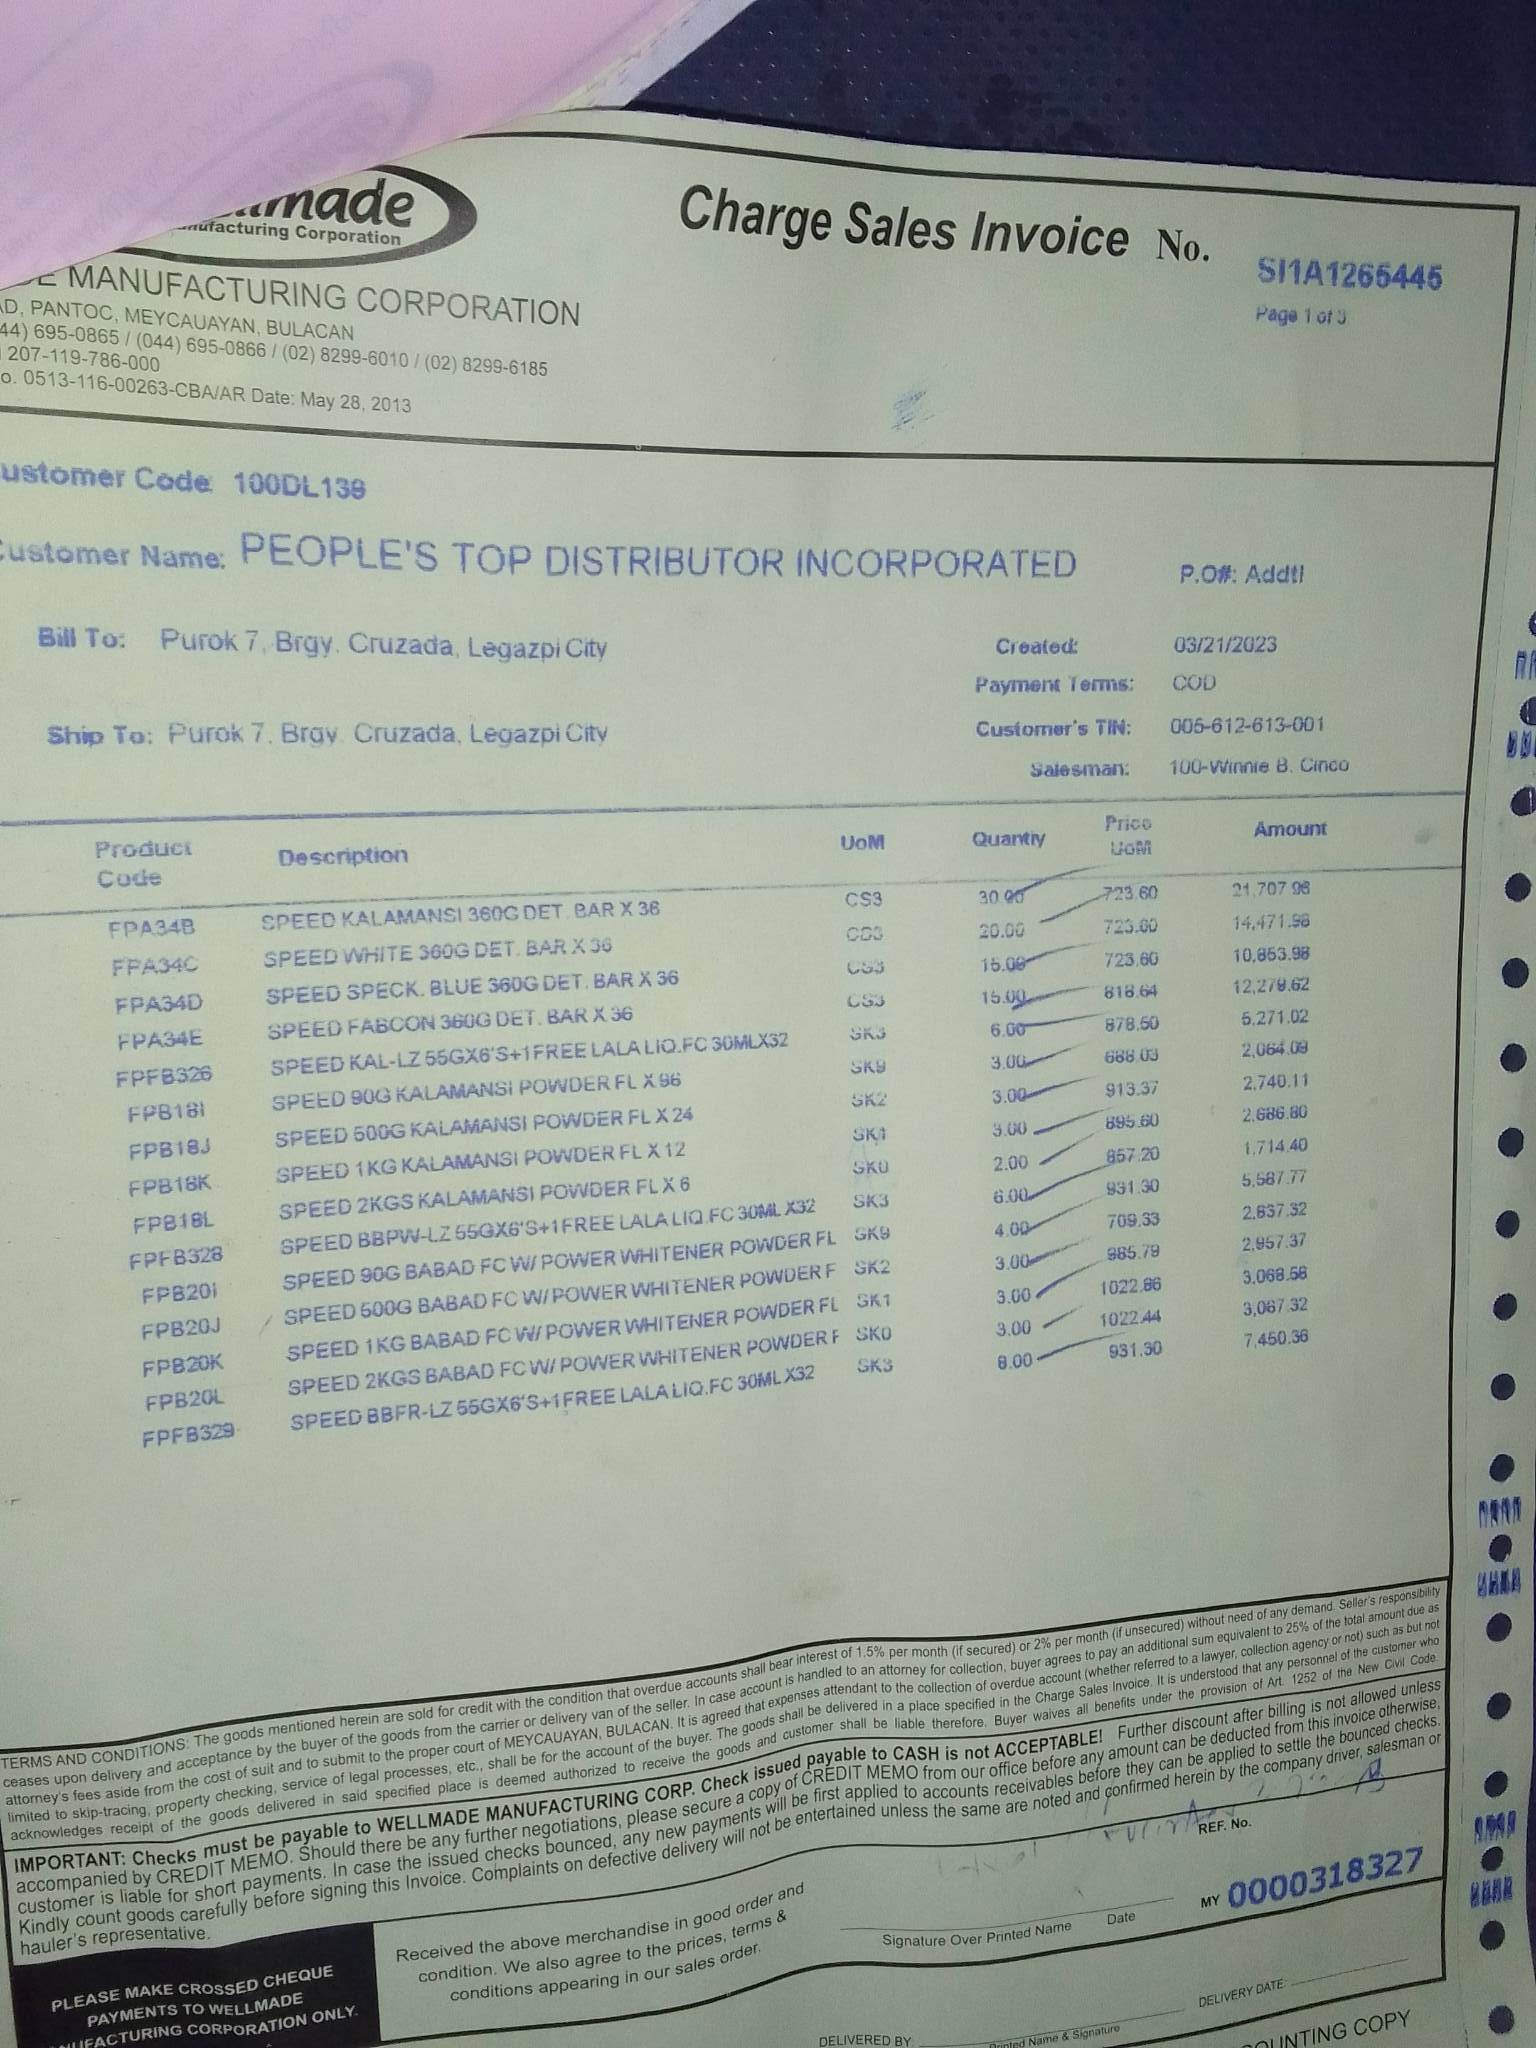 made
Manufacturing Corporation
Charge Sales Invoice No.
SI1A1265445
Page 1 of 3
MANUFACTURING CORPORATION
PANTOC, MEYCAUAYAN, BULACAN
44) 695-0865 / (044) 695-0866 / (02) 8299-6010 / (02) 8299-6185
207-119-786-000
o. 0513-116-00263-CBA/AR Date: May 28, 2013
ustomer Code 100DL139
Customer Name: PEOPLE'S TOP DISTRIBUTOR INCORPORATED
P.O#: Addtl
Bill To: Purok 7, Brgy. Cruzada, Legazpi City
Created: 03/21/2023
Payment Terms: COD
Ship To: Purok 7, Brgy. Cruzada, Legazpi City
Customer's TIN: 005-612-613-001
Salesman: 100-Winnie B. Cinco
Product Code Description UoM Quantiy Price UoM Amount
FPA34B SPEED KALAMANSI 360G DET. BAR X 36 CS3 30.00 723.60 21,707.96
FPA34C SPEED WHITE 360G DET. BAR X 36 CS3 20.00 723.60 14,471.98
FPA34D SPEED SPECK. BLUE 360G DET. BAR X 36 CS3 15.00 723.60 10,853.98
FPA34E SPEED FABCON 360G DET. BAR X 36 CS3 15.00 818.64 12,279.62
FPFB326 SPEED KAL-LZ 55GX6'S+1FREE LALA LIQ.FC 30MLX32 SK3 6.00 878.50 5,271.02
FPB18I SPEED 90G KALAMANSI POWDER FL X 96 SK9 3.00 688.03 2,064.09
FPB18J SPEED 500G KALAMANSI POWDER FL X 24 SK2 3.00 913.37 2,740.11
FPB18K SPEED 1KG KALAMANSI POWDER FL X 12 SK1 3.00 895.60 2,686.80
FPB18L SPEED 2KGS KALAMANSI POWDER FL X 6 SK0 2.00 857.20 1,714.40
FPFB328 SPEED BBPW-LZ 55GX6'S+1FREE LALA LIQ.FC 30ML X32 SK3 6.00 931.30 5,587.77
FPB20I SPEED 90G BABAD FC W/ POWER WHITENER POWDER FL SK9 4.00 709.33 2,837.32
FPB20J SPEED 500G BABAD FC W/ POWER WHITENER POWDER F SK2 3.00 985.79 2,957.37
FPB20K SPEED 1KG BABAD FC W/ POWER WHITENER POWDER FL SK1 3.00 1022.86 3,068.58
FPB20L SPEED 2KGS BABAD FC W/ POWER WHITENER POWDER F SK0 3.00 1022.44 3,067.32
FPFB329 SPEED BBFR-LZ 55GX6'S+1FREE LALA LIQ.FC 30ML X32 SK3 8.00 931.30 7,450.36
TERMS AND CONDITIONS: The goods mentioned herein are sold for credit with the condition that overdue accounts shall bear interest of 1.5% per month (if secured) or 2% per month (if unsecured) without need of any demand. Seller's responsibility
ceases upon delivery and acceptance by the buyer of the goods from the carrier or delivery van of the seller. In case account is handled to an attorney for collection, buyer agrees to pay an additional sum equivalent to 25% of the total amount due as
attorney's fees aside from the cost of suit and to submit to the proper court of MEYCAUAYAN, BULACAN. It is agreed that expenses attendant to the collection of overdue account (whether referred to a lawyer, collection agency or not) such as but not
limited to skip-tracing, property checking, service of legal processes, etc., shall be for the account of the buyer. The goods shall be delivered in a place specified in the Charge Sales Invoice. It is understood that any personnel of the customer who
acknowledges receipt of the goods delivered in said specified place is deemed authorized to receive the goods and customer shall be liable therefore. Buyer waives all benefits under the provision of Art. 1252 of the New Civil Code.
IMPORTANT: Checks must be payable to WELLMADE MANUFACTURING CORP. Check issued payable to CASH is not ACCEPTABLE! Further discount after billing is not allowed unless
accompanied by CREDIT MEMO. Should there be any further negotiations, please secure a copy of CREDIT MEMO from our office before any amount can be deducted from this invoice otherwise,
customer is liable for short payments. In case the issued checks bounced, any new payments will be first applied to accounts receivables before they can be applied to settle the bounced checks.
Kindly count goods carefully before signing this Invoice. Complaints on defective delivery will not be entertained unless the same are noted and confirmed herein by the company driver, salesman or
hauler's representative.
REF. No.
MY 0000318327
PLEASE MAKE CROSSED CHEQUE
PAYMENTS TO WELLMADE
NUFACTURING CORPORATION ONLY.
Received the above merchandise in good order and
condition. We also agree to the prices, terms &
conditions appearing in our sales order.
Signature Over Printed Name Date
DELIVERED BY:
Printed Name & Signature
DELIVERY DATE:
OUNTING COPY